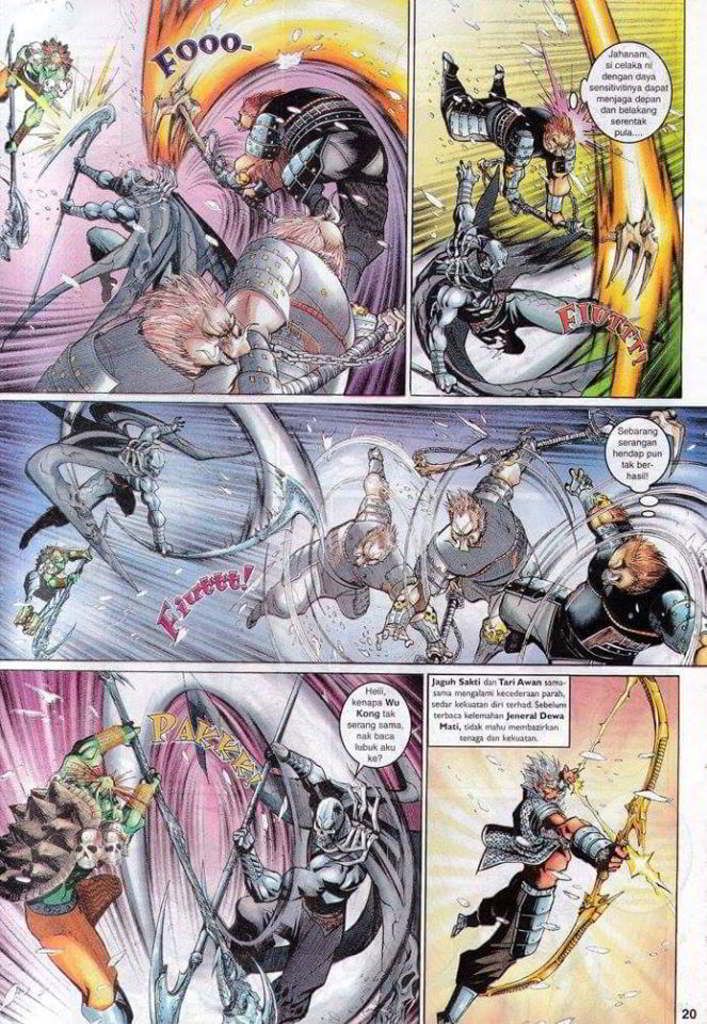 FOOO-
Jahanam,
si celaka ni
dengan daya
sensitivitinya dapat
menjaga depan
dan belakang
serentak
pula....
FIUTTT!
Sebarang
serangan
hendap pun
tak ber-
hasil!!
FIUTTT!
PAKKK!
Heii,
kenapa Wu
Kong tak
serang sama,
nak baca
lubuk aku
ke?
Jaguh Sakti dan Tari Awan sama-
sama mengalami kecederaan parah,
sedar kekuatan diri terhad. Sebelum
terbaca kelemahan Jeneral Dewa
Mati, tidak mahu membazirkan
tenaga dan kekuatan.
20